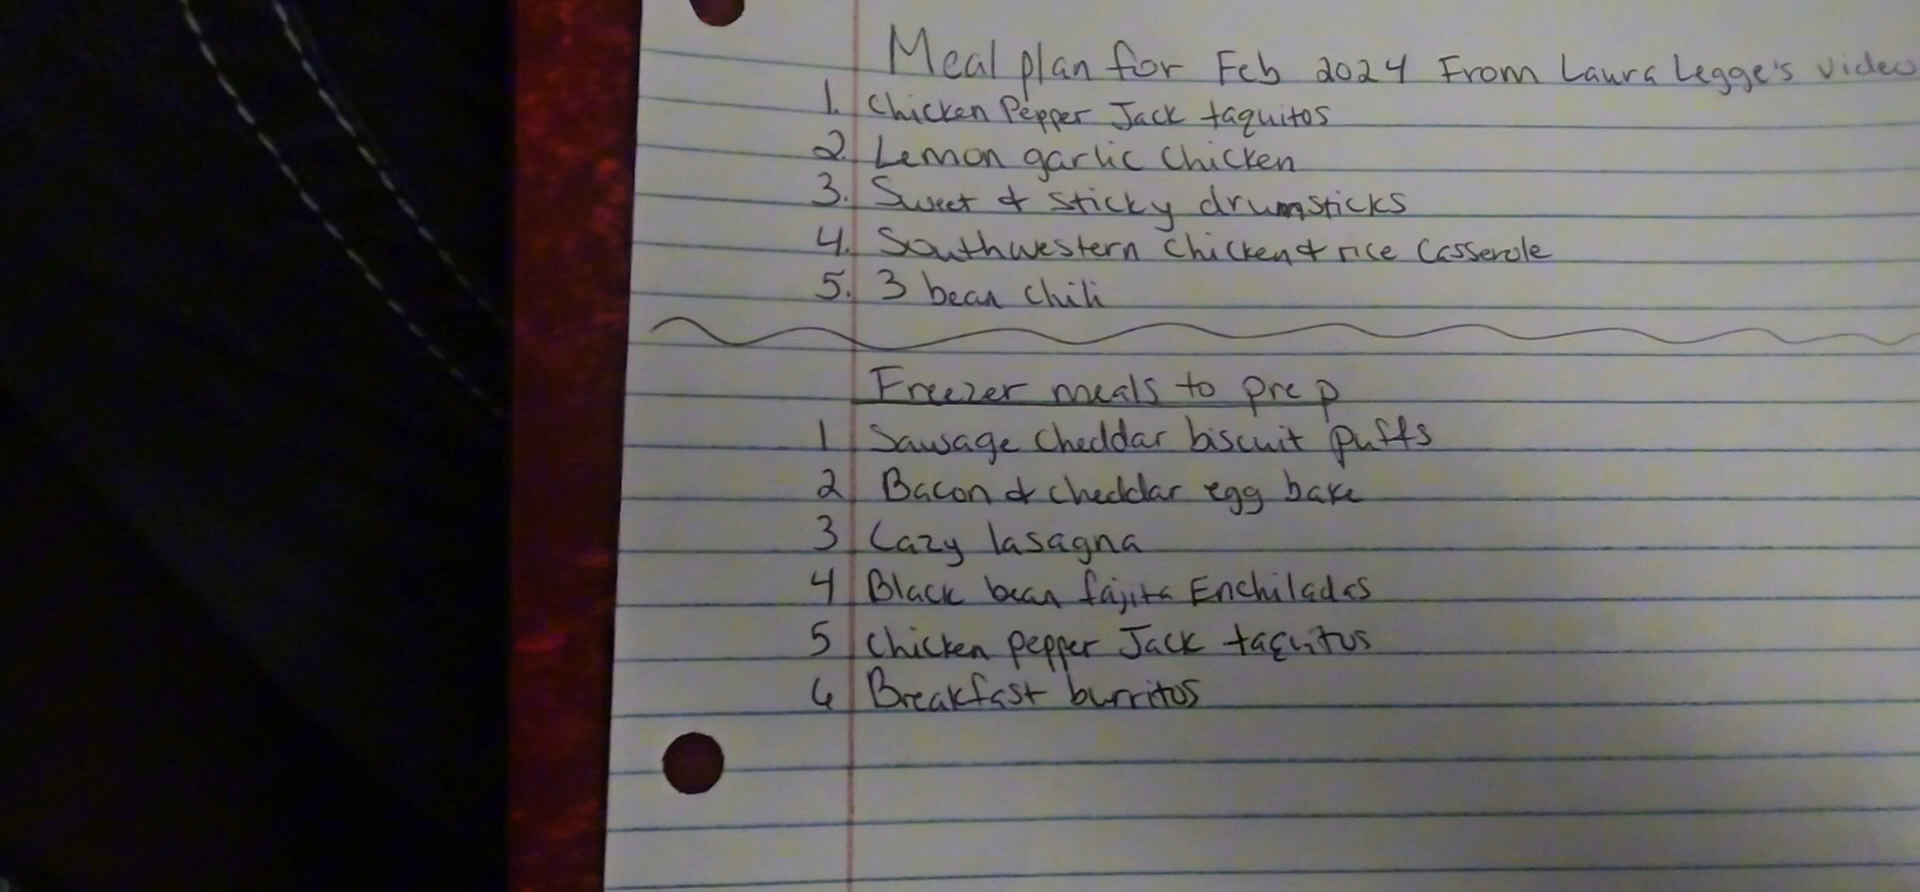 Meal plan for Feb 2024 From Laura Legge's video
1. Chicken Pepper Jack taquitos
2. Lemon garlic Chicken
3. Sweet & sticky drumsticks
4. Southwestern Chicken & rice Casserole
5. 3 bean Chili
Freezer meals to prep
1 Sausage Cheddar biscuit puffs
2 Bacon & cheddar egg bake
3 Lazy lasagna
4 Black bean fajita Enchiladas
5 Chicken pepper Jack taquitos
6 Breakfast burritos